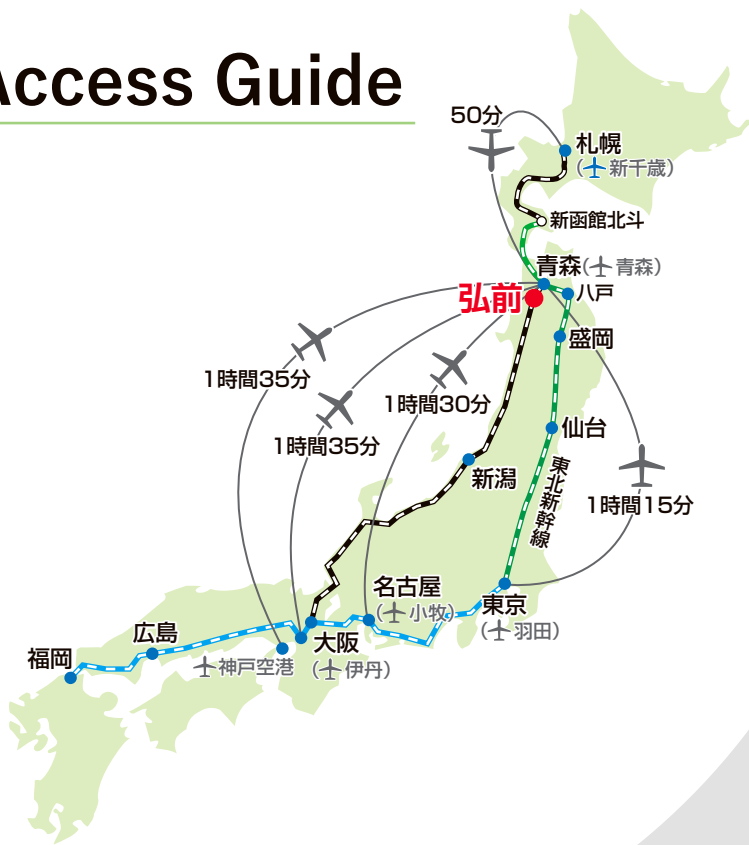 Access Guide
50分
札幌
(新千歳)
新函館北斗
青森(青森)
弘前
八戸
盛岡
1時間35分
1時間30分
仙台
1時間35分
新潟
東北新幹線
1時間15分
名古屋
(小牧)
東京
(羽田)
広島
大阪
(伊丹)
神戸空港
福岡